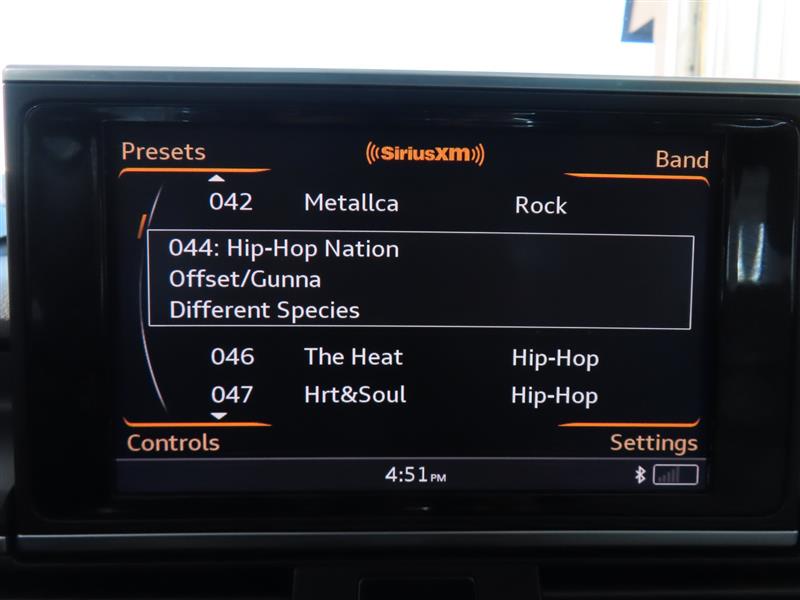 Presets
((SiriusXM))
Band
042 Metallca Rock
044: Hip-Hop Nation
Offset/Gunna
Different Species
046 The Heat Hip-Hop
047 Hrt&Soul Hip-Hop
Controls
Settings
4:51PM